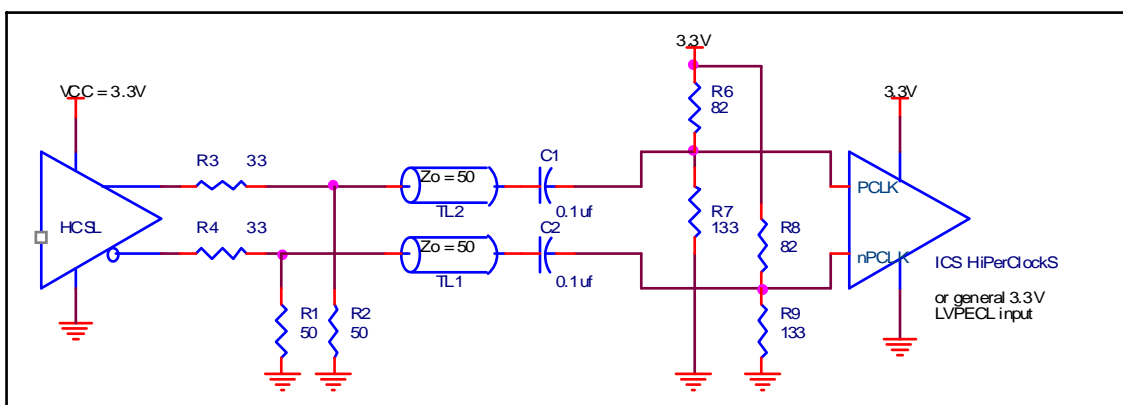 3.3V
VCC = 3.3V
R6
82
3.3V
R3 33
C1
Zo = 50
PCLK
TL2
0.1uf
HCSL
R4 33
C2
R7
133
R8
82
Zo = 50
nPCLK
TL1
0.1uf
ICS HiPerClockS
or general 3.3V
LVPECL input
R1
50
R2
50
R9
133